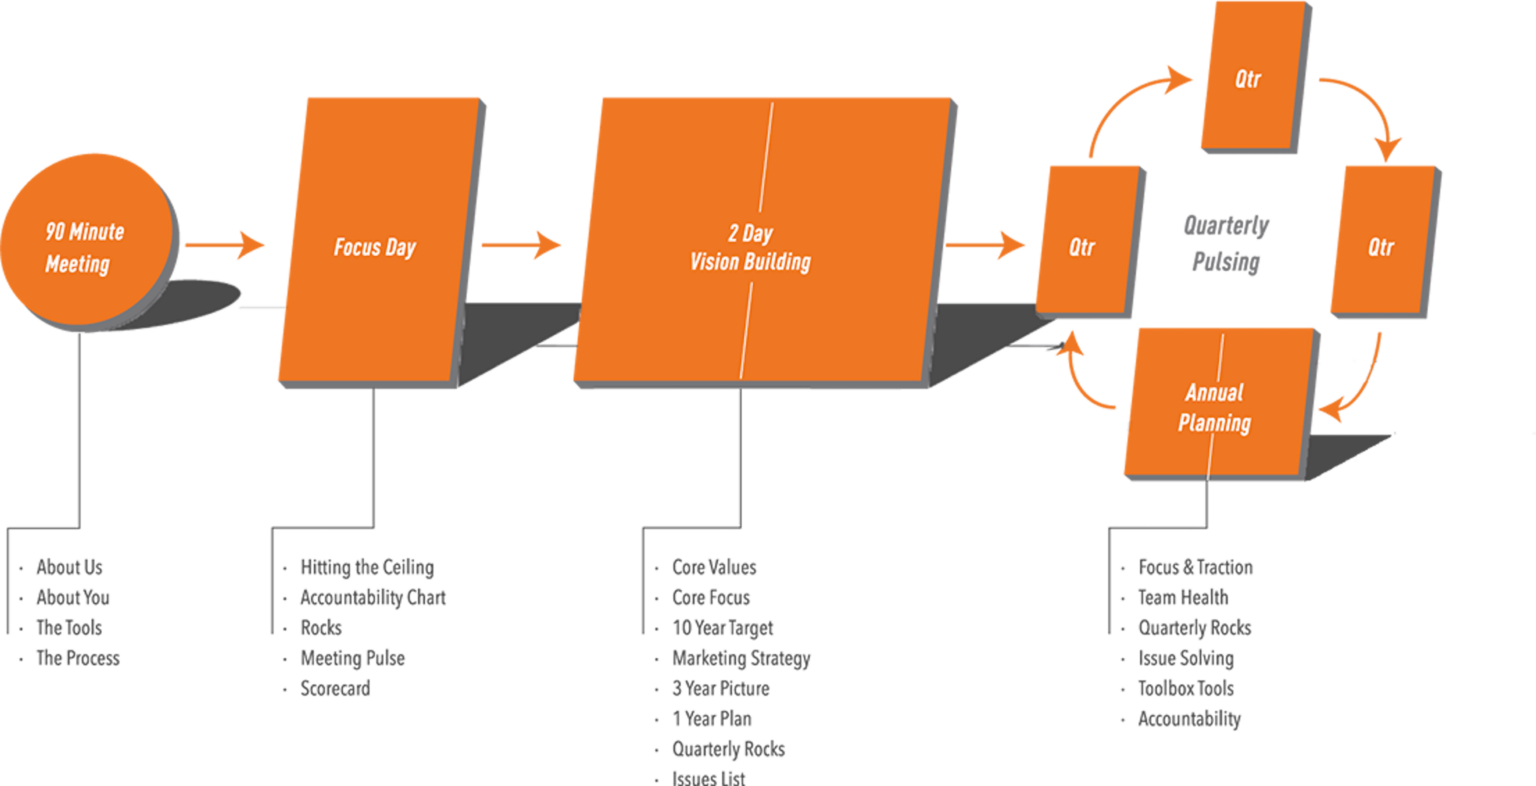 90 Minute
Meeting
Focus Day
2 Day
Vision Building
Qtr
Qtr
Quarterly
Pulsing
Qtr
Annual
Planning
· About Us
· About You
· The Tools
· The Process
· Hitting the Ceiling
· Accountability Chart
· Rocks
· Meeting Pulse
· Scorecard
· Core Values
· Core Focus
· 10 Year Target
· Marketing Strategy
· 3 Year Picture
· 1 Year Plan
· Quarterly Rocks
· Issues List
· Focus & Traction
· Team Health
· Quarterly Rocks
· Issue Solving
· Toolbox Tools
· Accountability